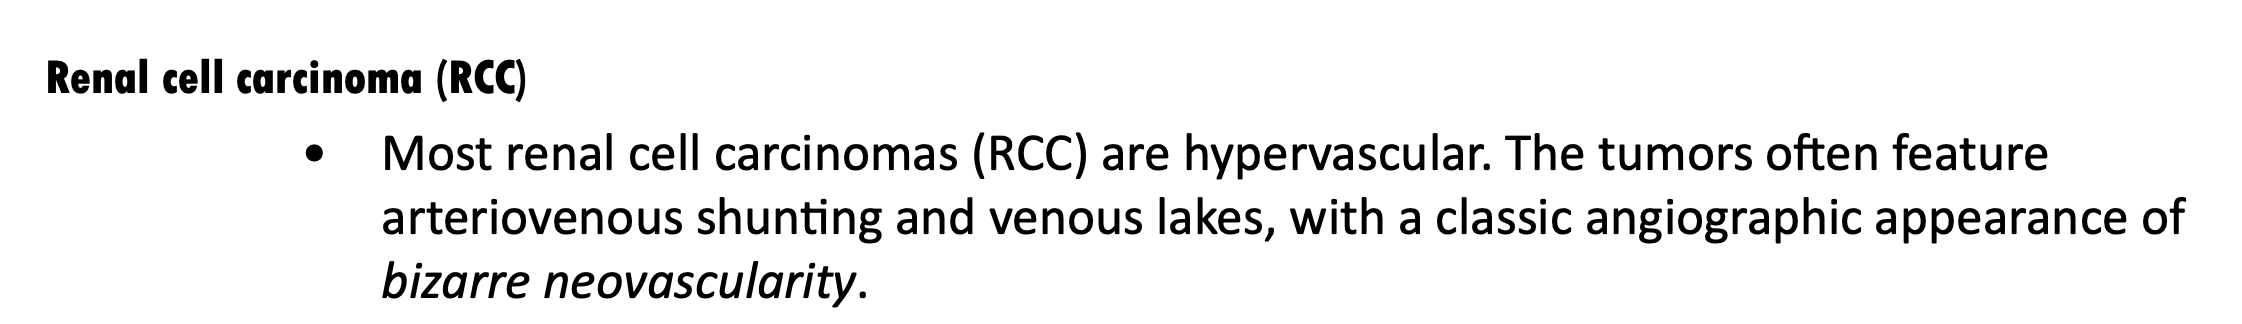 Renal cell carcinoma (RCC)
• Most renal cell carcinomas (RCC) are hypervascular. The tumors often feature
arteriovenous shunting and venous lakes, with a classic angiographic appearance of
bizarre neovascularity.